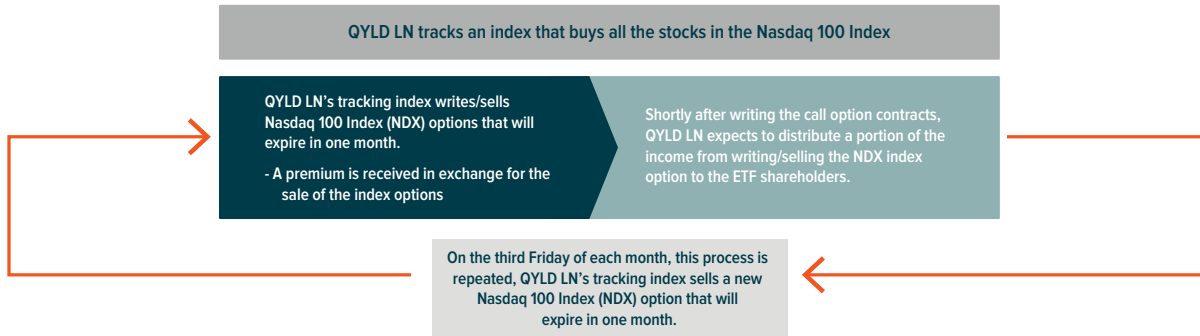 QYLD LN tracks an index that buys all the stocks in the Nasdaq 100 Index
QYLD LN’s tracking index writes/sells
Nasdaq 100 Index (NDX) options that will
expire in one month.
- A premium is received in exchange for the
sale of the index options
Shortly after writing the call option contracts,
QYLD LN expects to distribute a portion of the
income from writing/selling the NDX index
option to the ETF shareholders.
On the third Friday of each month, this process is
repeated, QYLD LN’s tracking index sells a new
Nasdaq 100 Index (NDX) option that will
expire in one month.